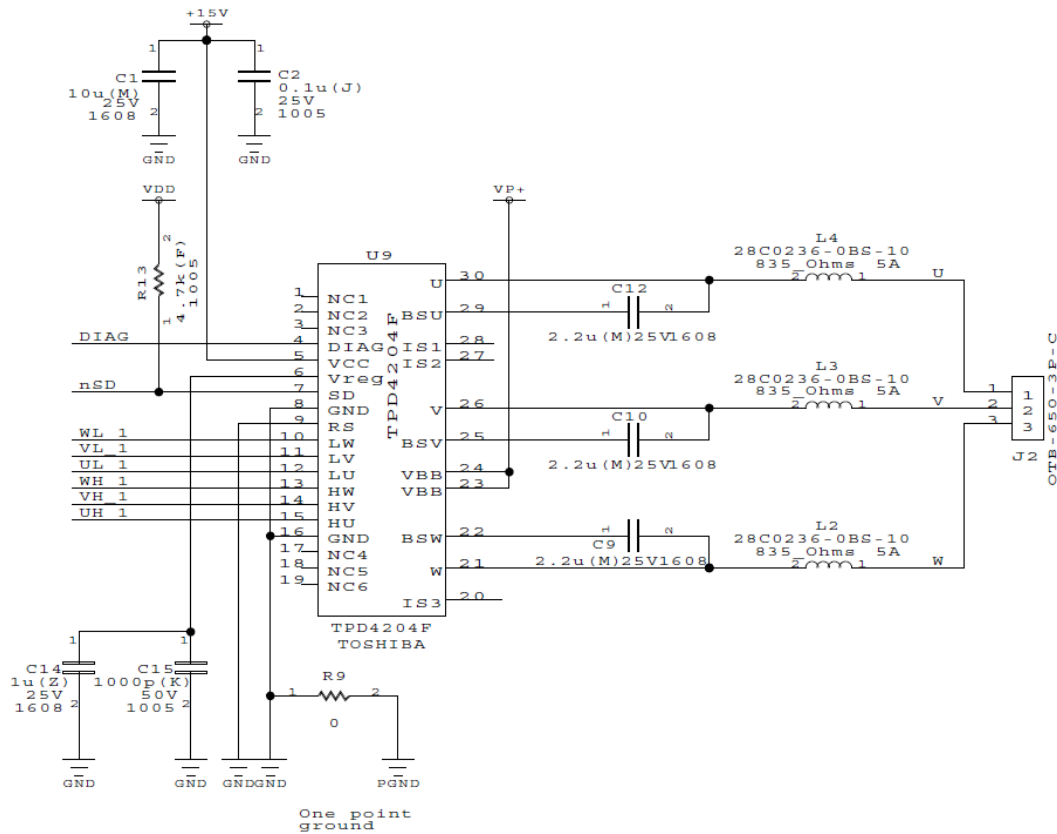 +15V
1
1
C1
10u(M)
25V
1608
2
C2
0.1u(J)
25V
1005
2
GND
GND
VDD
VP+
2
R13
4.7k(F)
1005
1
U9
TPD4204F
DIAG
nSD
WL_1
VL_1
UL_1
WH_1
VH_1
UH_1
1 NC1
2 NC2
3 NC3
4 DIAG
5 VCC
6 Vreg
7 SD
8 GND
9 RS
10 LW
11 LV
12 LU
13 HW
14 HV
15 HU
16 GND
17 NC4
18 NC5
19 NC6
U 30
BSU 29
IS1 28
IS2 27
V 26
BSV 25
VBB 24
VBB 23
BSW 22
W 21
IS3 20
TPD4204F
TOSHIBA
C12
1 2
2.2u(M)25V1608
C10
1 2
2.2u(M)25V1608
1 2
C9
2.2u(M)25V1608
L4
28C0236-0BS-10
835_Ohms 5A
2 1
U
L3
28C0236-0BS-10
835_Ohms 5A
2 1
V
L2
28C0236-0BS-10
835_Ohms 5A
2 1
W
1 1
2 2
3 3
J2
OTB-650-3P-C
1
C14
1u(Z)
25V
1608
2
1
C15
1000p(K)
50V
1005
2
R9
1 2
0
GND
GND
GND
GND
PGND
One point
ground